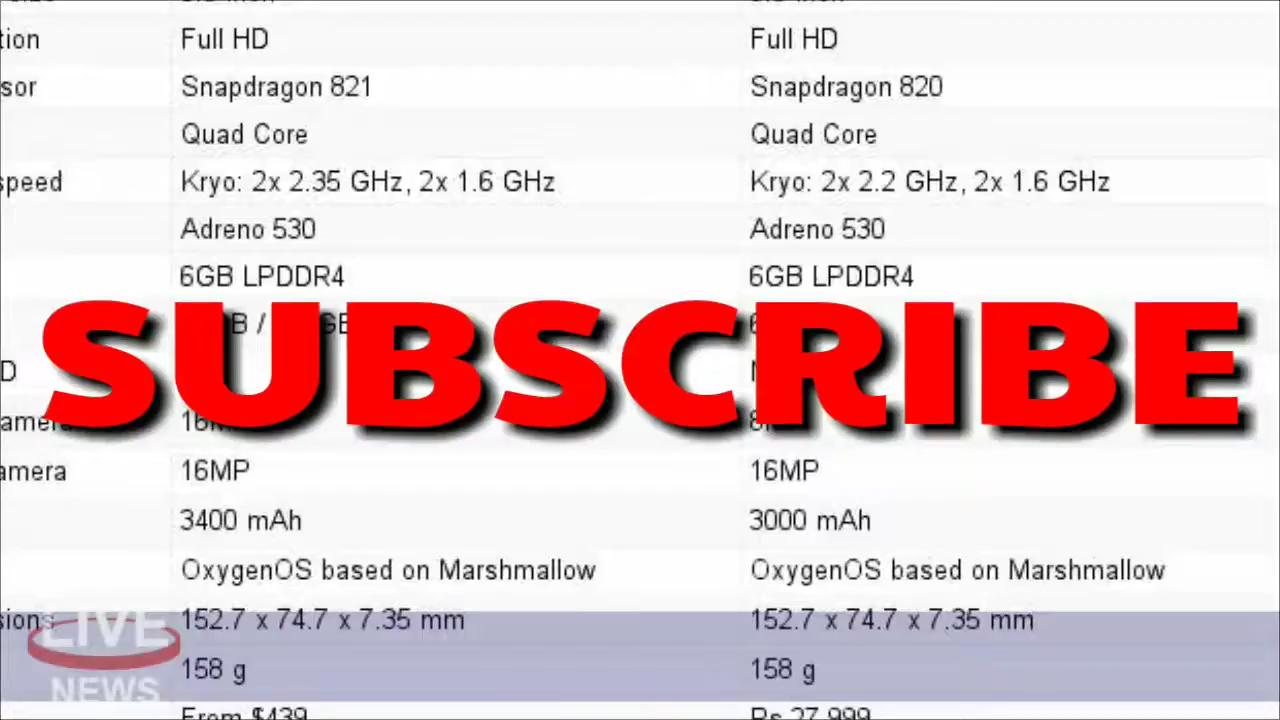 tion Full HD Full HD
sor Snapdragon 821 Snapdragon 820
Quad Core Quad Core
speed Kryo: 2x 2.35 GHz, 2x 1.6 GHz Kryo: 2x 2.2 GHz, 2x 1.6 GHz
Adreno 530 Adreno 530
6GB LPDDR4 6GB LPDDR4
SUBSCRIBE
amera 16MP 16MP
3400 mAh 3000 mAh
OxygenOS based on Marshmallow OxygenOS based on Marshmallow
sions 152.7 x 74.7 x 7.35 mm 152.7 x 74.7 x 7.35 mm
LIVE
158 g 158 g
NEWS
From $439 Rs 27,999